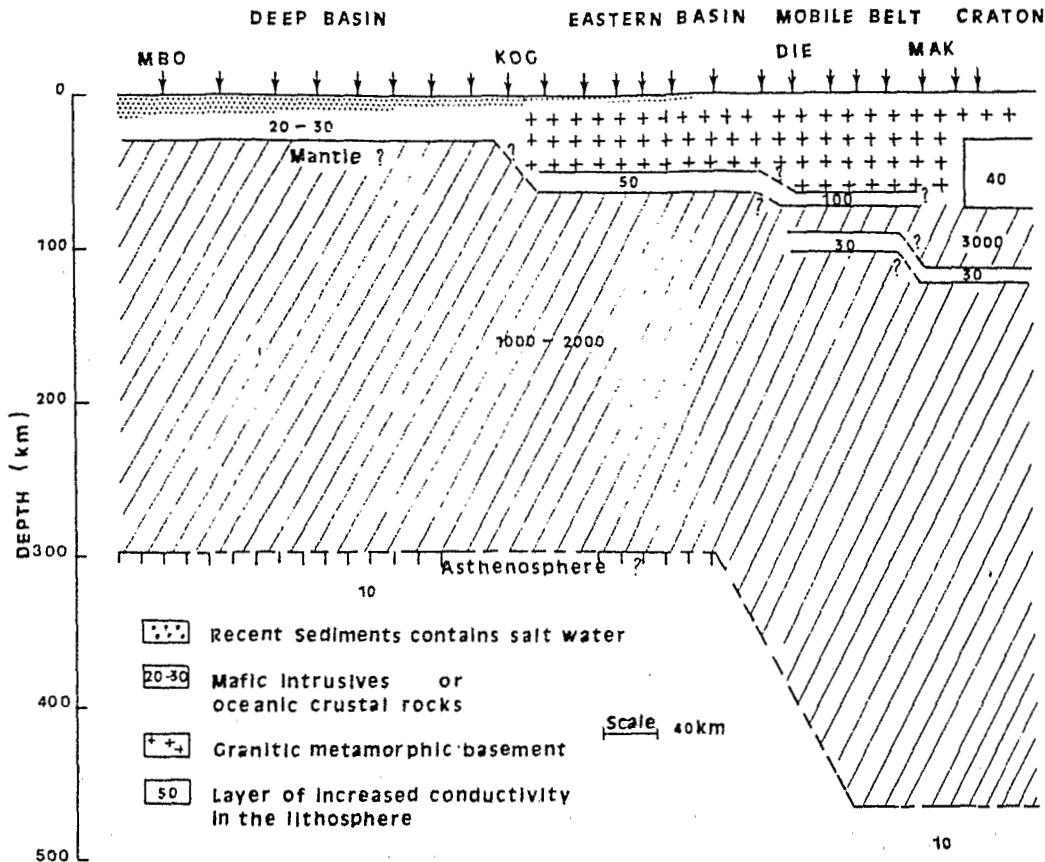 DEEP BASIN EASTERN BASIN MOBILE BELT CRATON
MBO KOG DIE MAK
0
20 - 30
Mantle ?
?
50
?
?
100
?
40
100
30
?
?
3000
30
1000 - 2000
200
DEPTH (km)
300
Asthenosphere ?
10
Recent Sediments contains salt water
20-30 Mafic intrusives or
oceanic crustal rocks
400
Scale 40km
Granitic metamorphic basement
50 Layer of increased conductivity
in the lithosphere
10
500